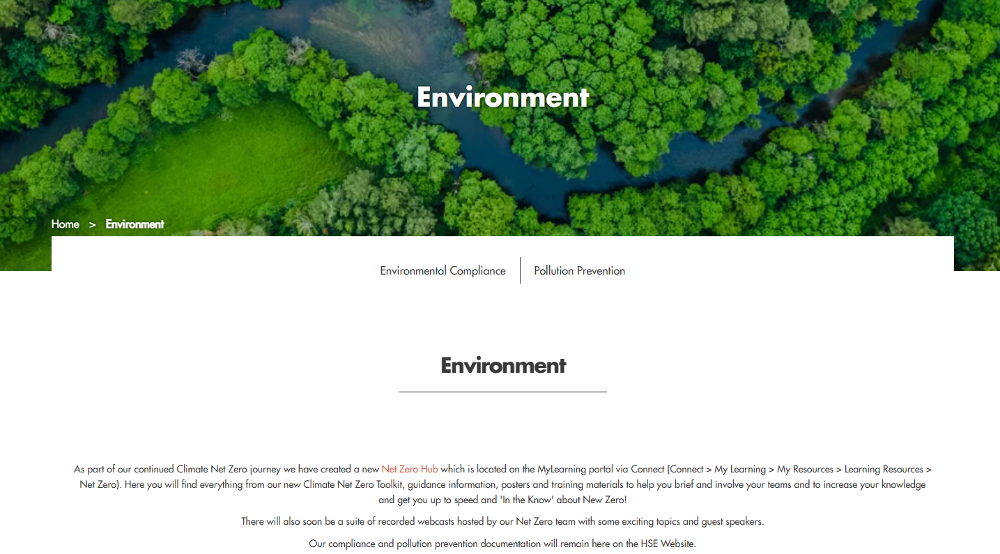 Environment
Home > Environment
Environmental Compliance
Pollution Prevention
Environment
As part of our continued Climate Net Zero journey we have created a new Net Zero Hub which is located on the MyLearning portal via Connect (Connect > My Learning > My Resources > Learning Resources >
Net Zero). Here you will find everything from our new Climate Net Zero Toolkit, guidance information, posters and training materials to help you brief and involve your teams and to increase your knowledge
and get you up to speed and 'In the Know' about New Zero!
There will also soon be a suite of recorded webcasts hosted by our Net Zero team with some exciting topics and guest speakers.
Our compliance and pollution prevention documentation will remain here on the HSE Website.